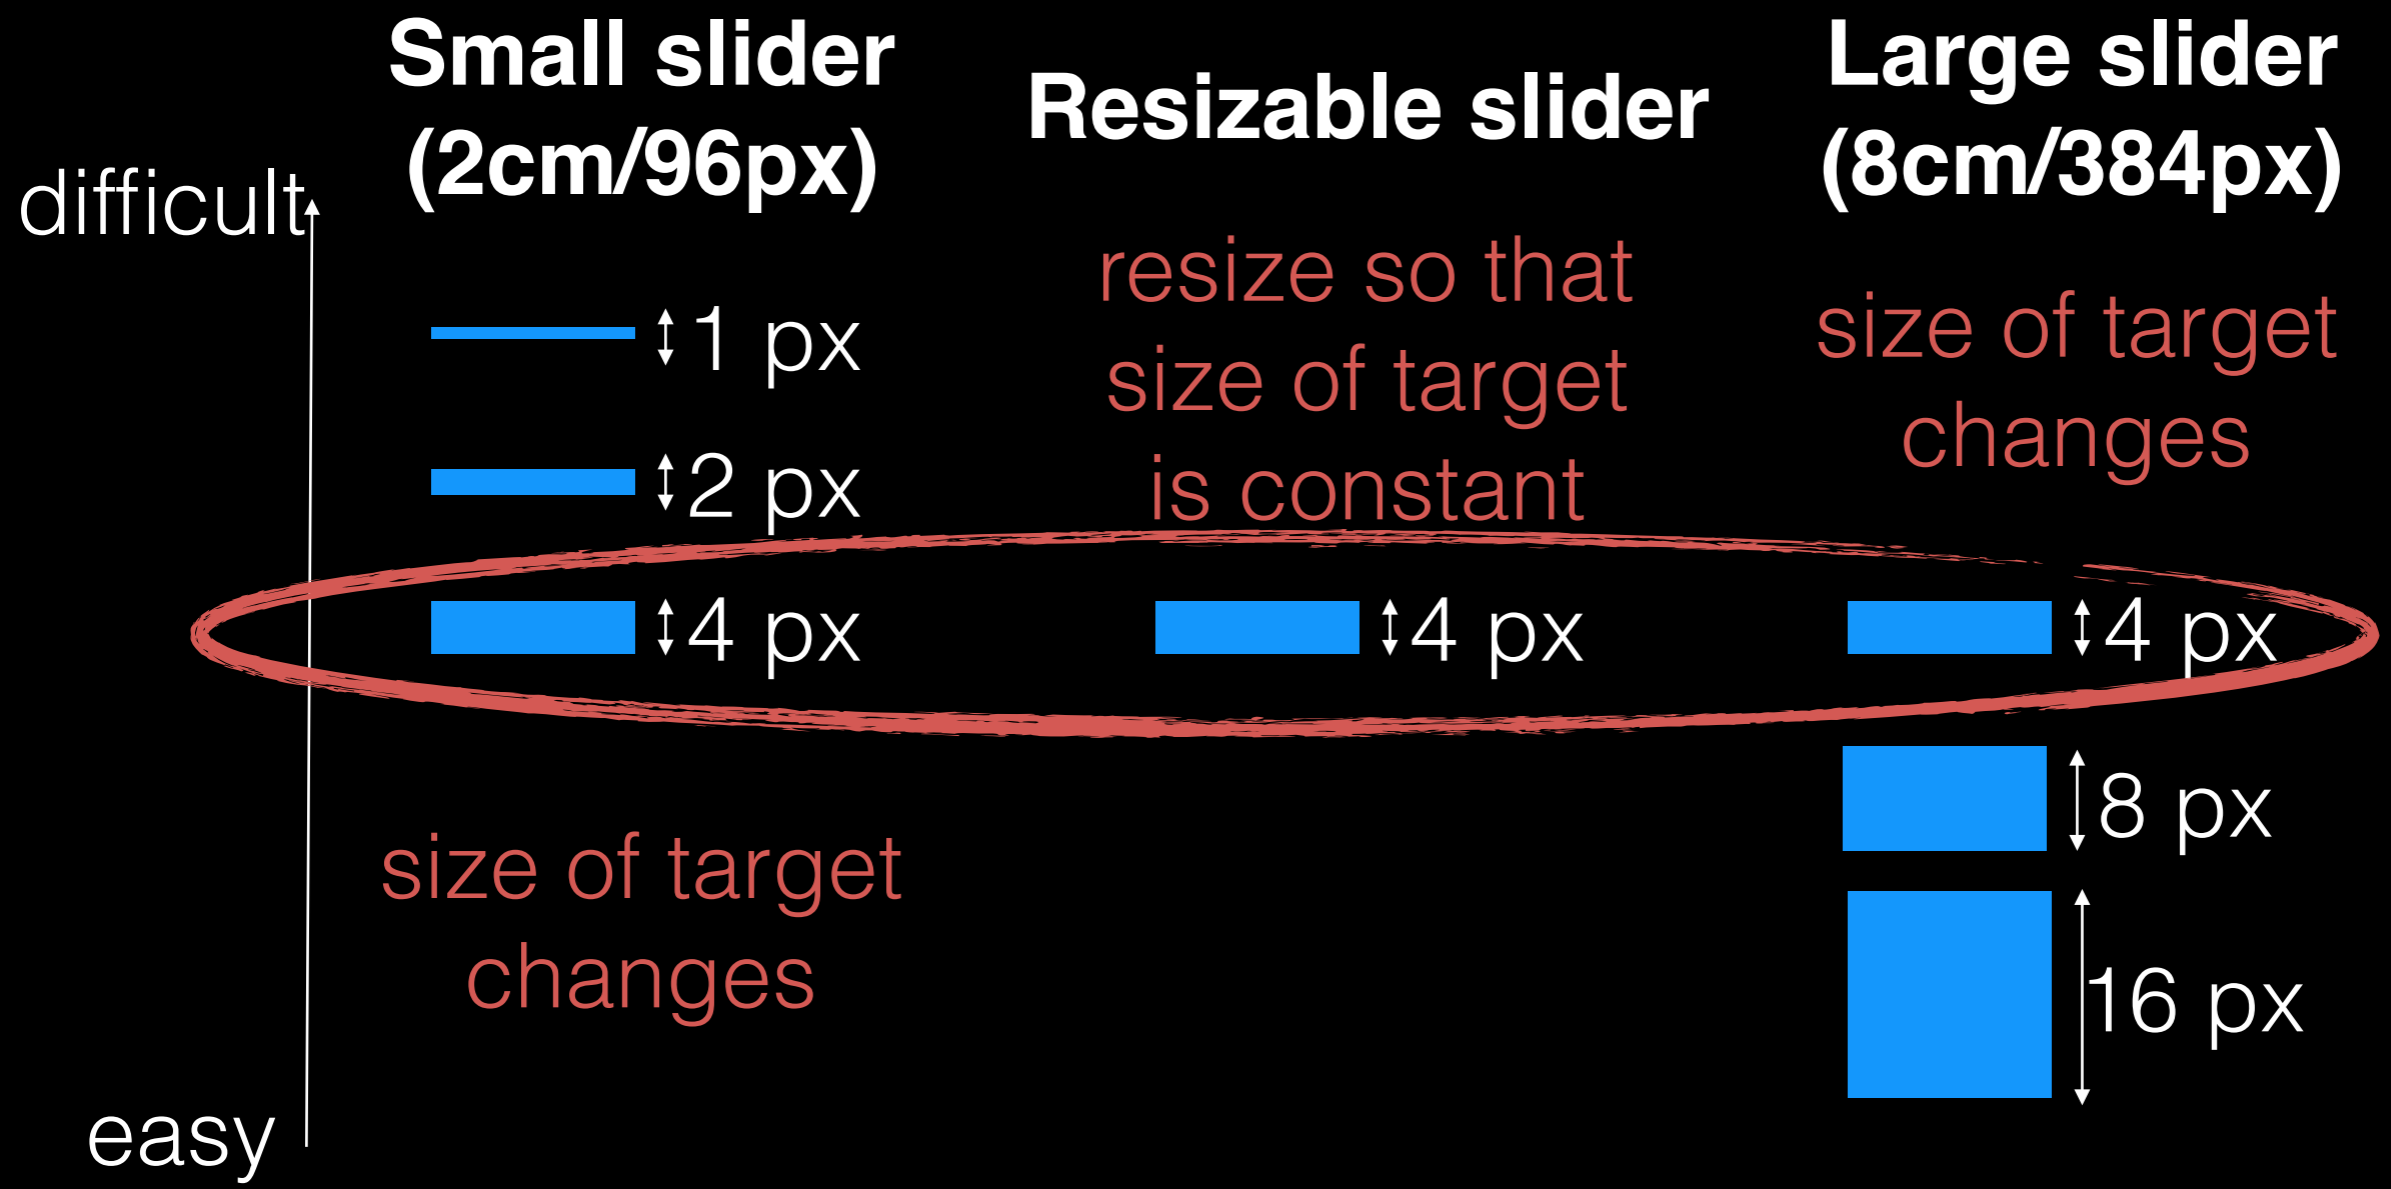 Small slider
(2cm/96px)
Resizable slider
Large slider
(8cm/384px)
difficult
resize so that
size of target
is constant
size of target
changes
1 px
2 px
4 px
4 px
4 px
8 px
16 px
size of target
changes
easy